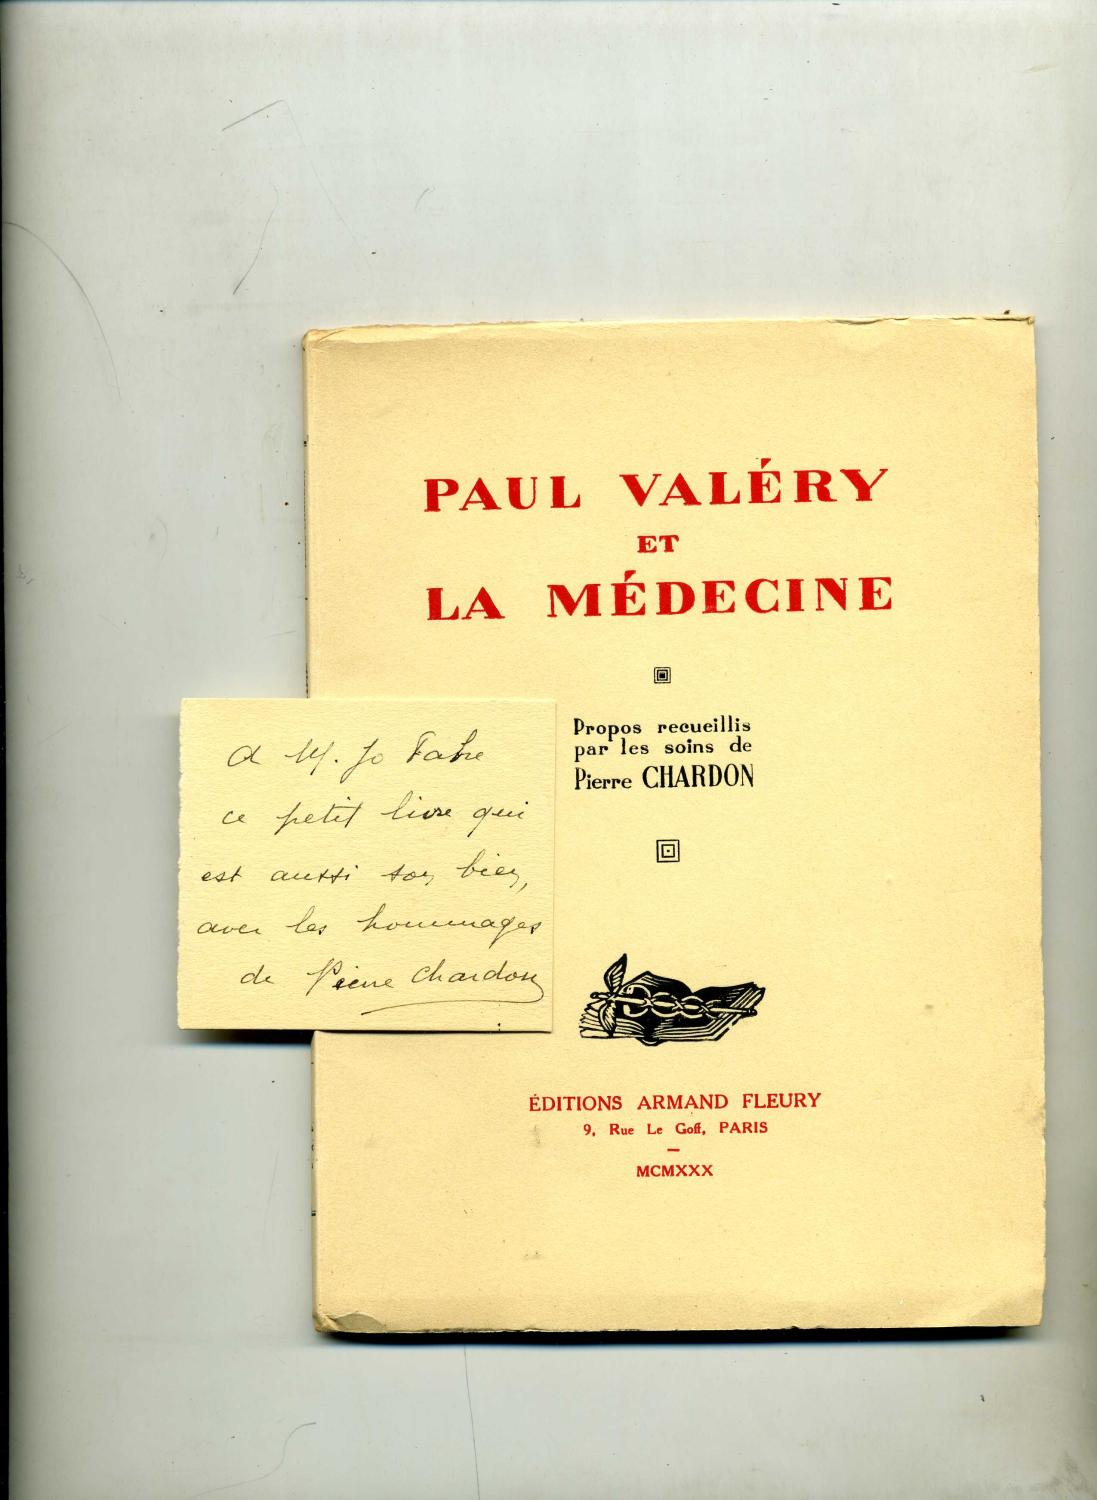 PAUL VALÉRY
ET
LA MÉDECINE
Propos recueillis
par les soins de
Pierre CHARDON
A M. Jo Fabre
ce petit livre qui
est aussi son bien,
avec les hommages
de Pierre Chardon
ÉDITIONS ARMAND FLEURY
9, Rue Le Goff, PARIS
MCMXXX